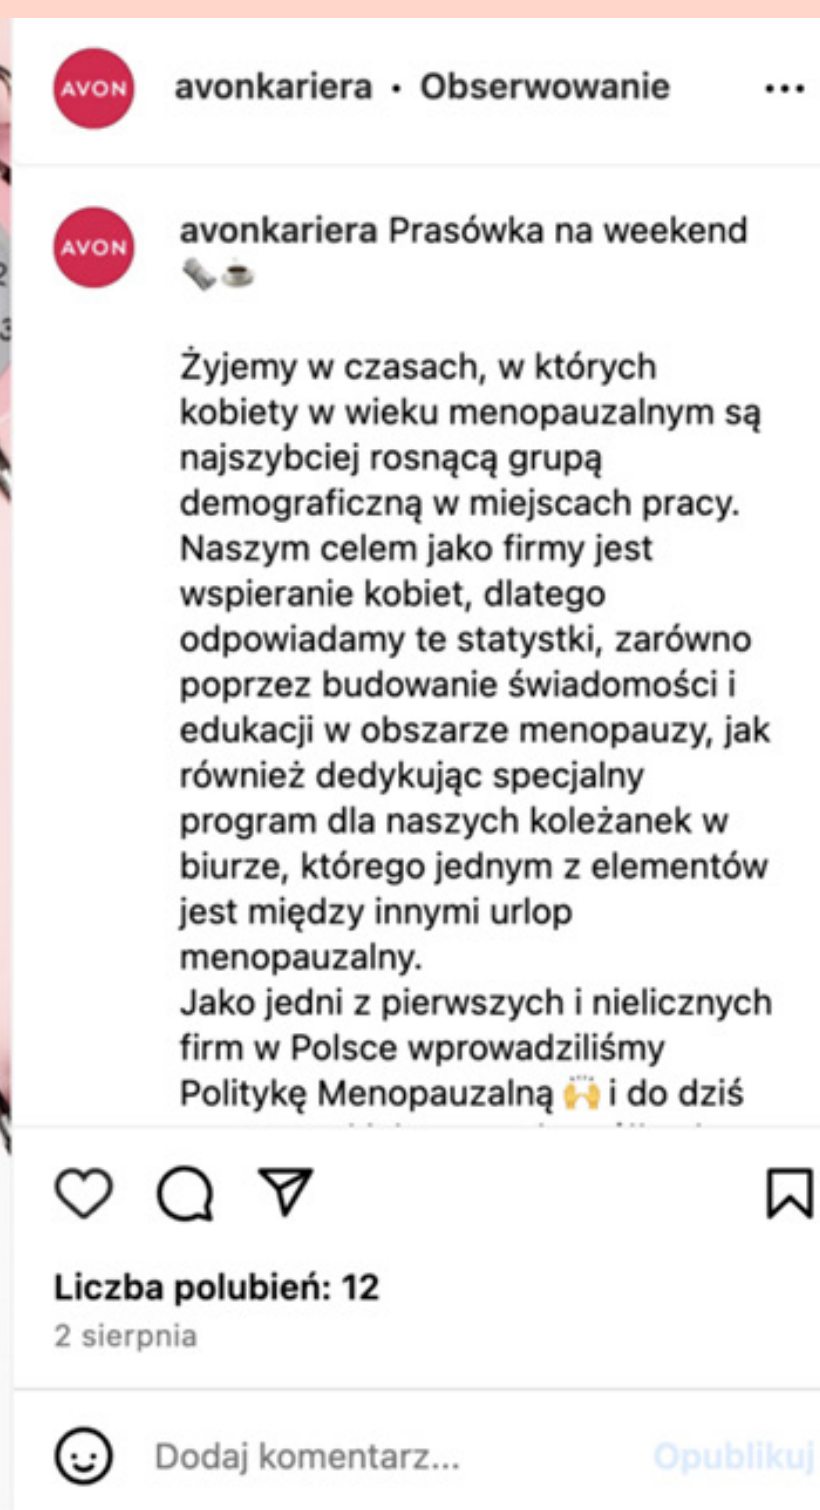 AVON
avonkariera • Obserwowanie
AVON
avonkariera Prasówka na weekend
🗞️☕
Żyjemy w czasach, w których
kobiety w wieku menopauzalnym są
najszybciej rosnącą grupą
demograficzną w miejscach pracy.
Naszym celem jako firmy jest
wspieranie kobiet, dlatego
odpowiadamy te statystki, zarówno
poprzez budowanie świadomości i
edukacji w obszarze menopauzy, jak
również dedykując specjalny
program dla naszych koleżanek w
biurze, którego jednym z elementów
jest między innymi urlop
menopauzalny.
Jako jedni z pierwszych i nielicznych
firm w Polsce wprowadziliśmy
Politykę Menopauzalną 🙌 i do dziś
Liczba polubień: 12
2 sierpnia
Dodaj komentarz...
Opublikuj